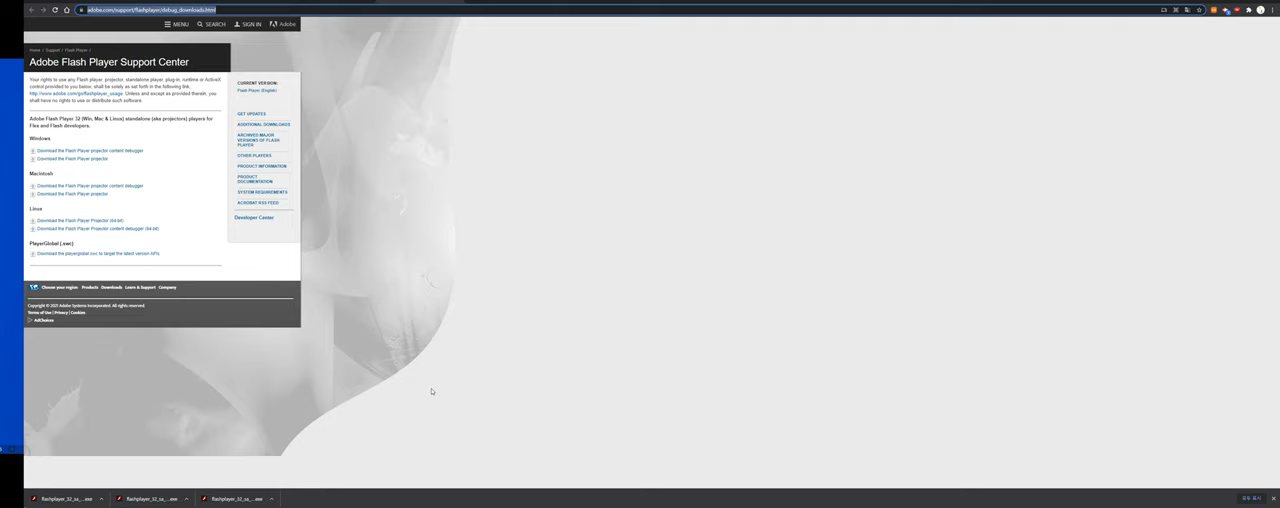 adobe.com/support/flashplayer/debug_downloads.html
MENU SEARCH SIGN IN Adobe
Home / Support / Flash Player /
Adobe Flash Player Support Center
Your rights to use any Flash player, projector, standalone player, plug-in, runtime or ActiveX
control provided to you below, shall be solely as set forth in the following link,
http://www.adobe.com/go/flashplayer_usage. Unless and except as provided therein, you
shall have no rights to use or distribute such software.
Adobe Flash Player 32 (Win, Mac & Linux) standalone (aka projectors) players for
Flex and Flash developers.
Windows
Download the Flash Player projector content debugger
Download the Flash Player projector
Macintosh
Download the Flash Player projector content debugger
Download the Flash Player projector
Linux
Download the Flash Player Projector (64-bit)
Download the Flash Player Projector content debugger (64-bit)
PlayerGlobal (.swc)
Download the playerglobal.swc to target the latest version APIs
CURRENT VERSION:
Flash Player (English)
GET UPDATES
ADDITIONAL DOWNLOADS
ARCHIVED MAJOR
VERSIONS OF FLASH
PLAYER
OTHER PLAYERS
PRODUCT INFORMATION
PRODUCT
DOCUMENTATION
SYSTEM REQUIREMENTS
ACROBAT RSS FEED
Developer Center
Choose your region Products Downloads Learn & Support Company
Copyright © 2021 Adobe Systems Incorporated. All rights reserved.
Terms of Use | Privacy | Cookies
AdChoices
flashplayer_32_sa_....exe flashplayer_32_sa_....exe flashplayer_32_sa_....exe 모두 표시